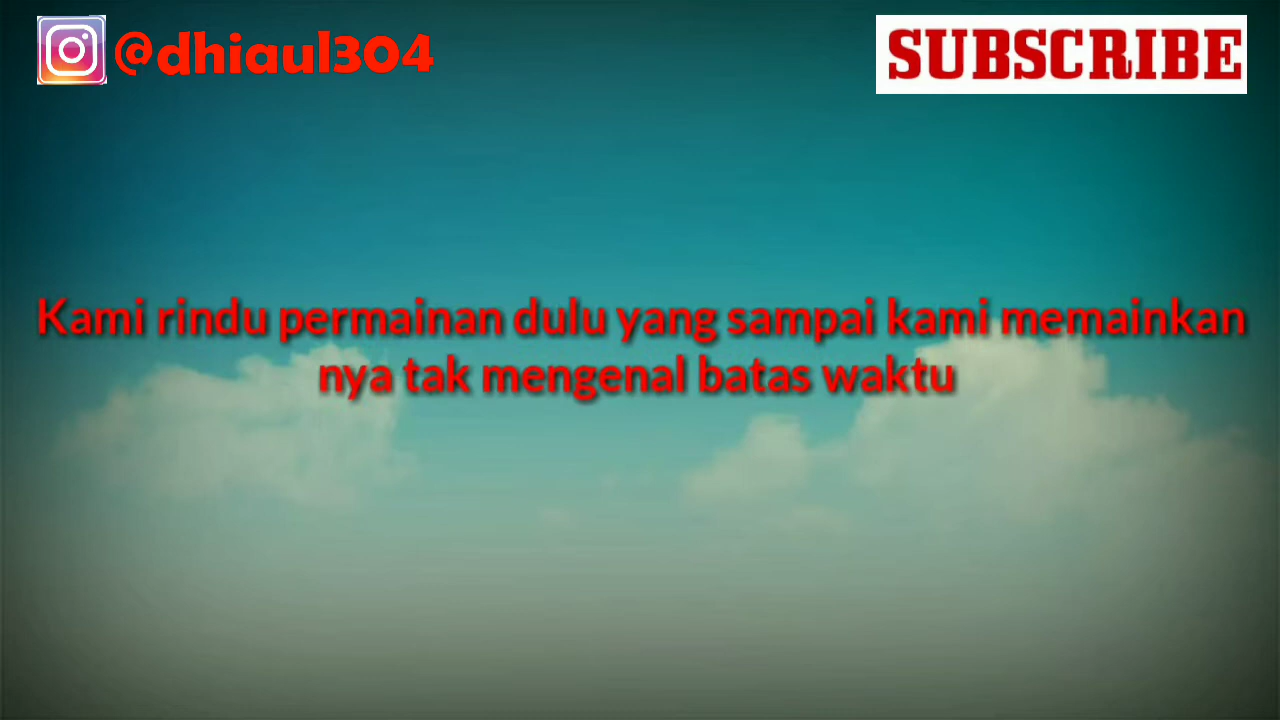 @dhiaul304
SUBSCRIBE
Kami rindu permainan dulu yang sampai kami memainkan
nya tak mengenal batas waktu